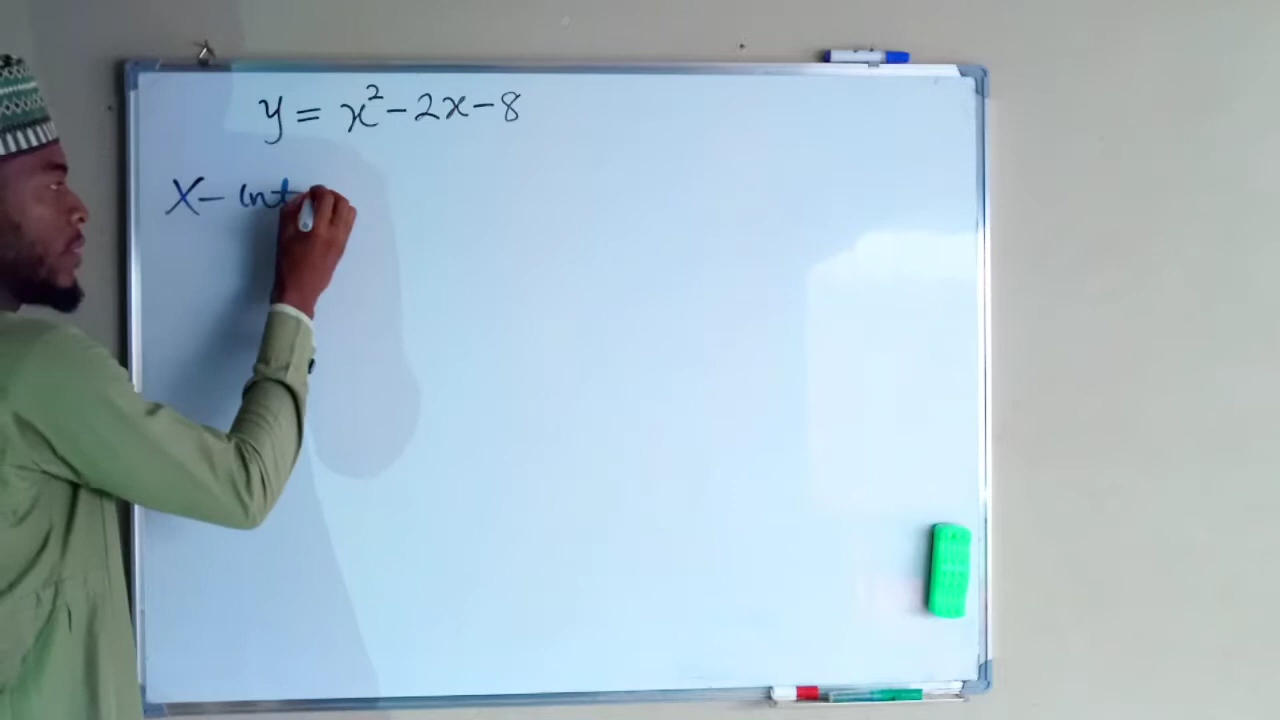 y = x² - 2x - 8
X - int